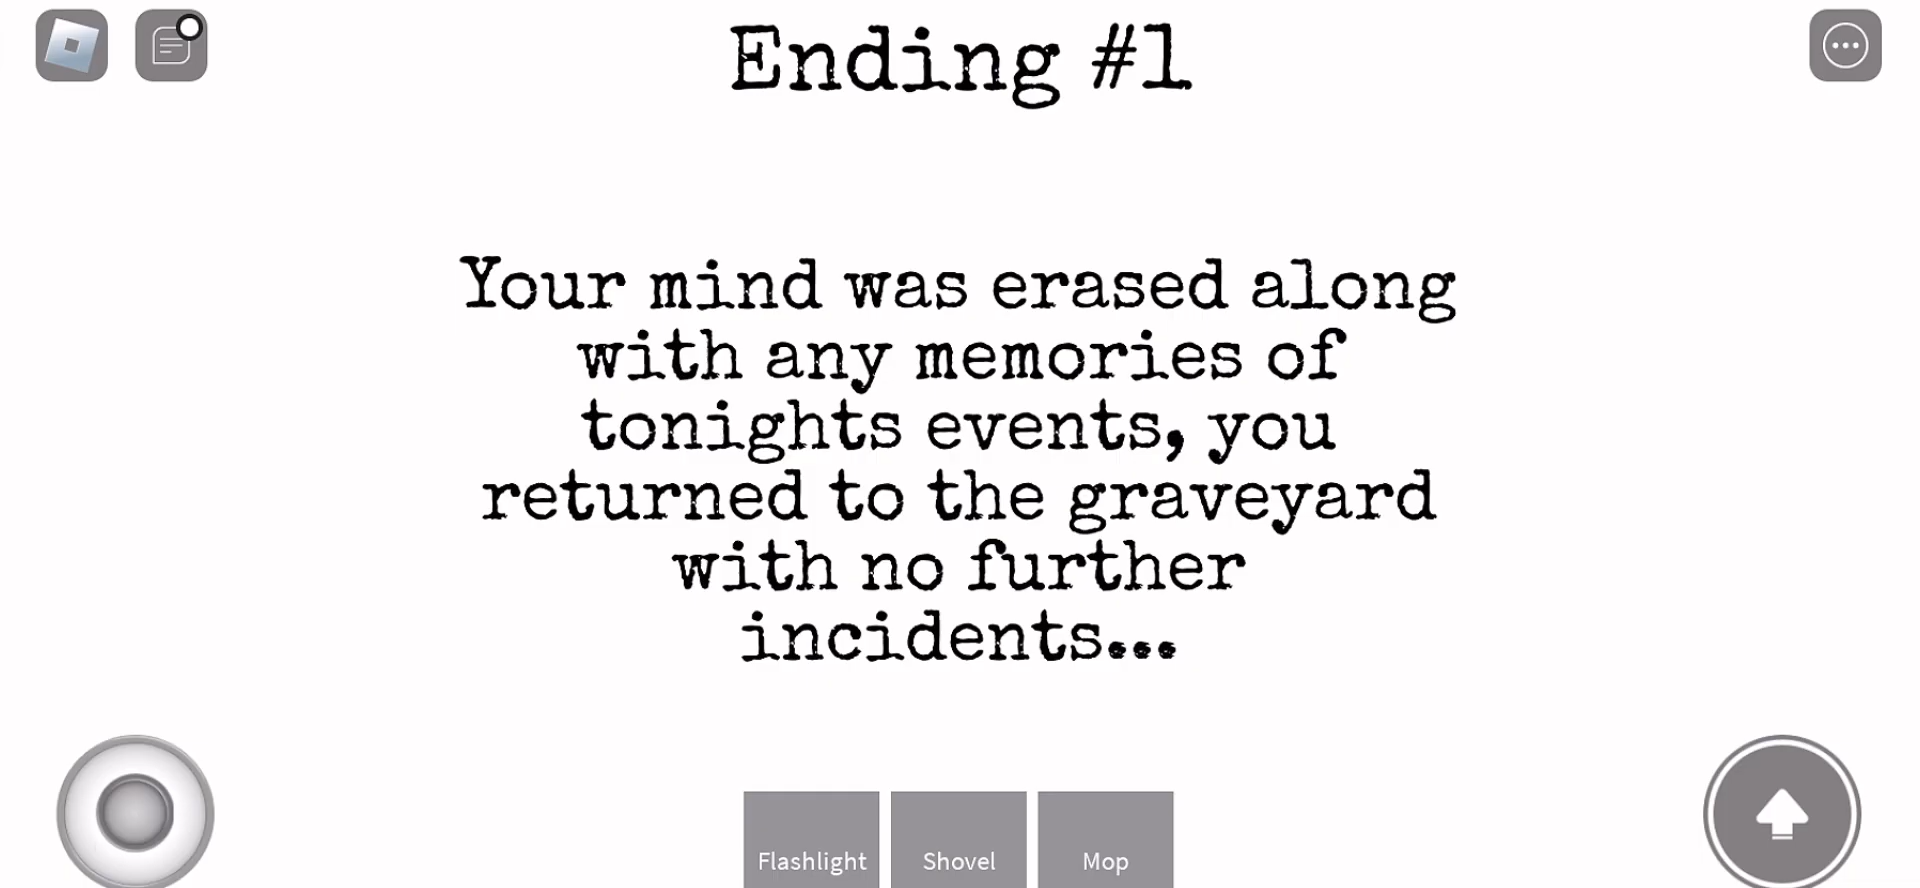 Ending #1
Your mind was erased along
with any memories of
tonights events, you
returned to the graveyard
with no further
incidents...
Flashlight
Shovel
Mop